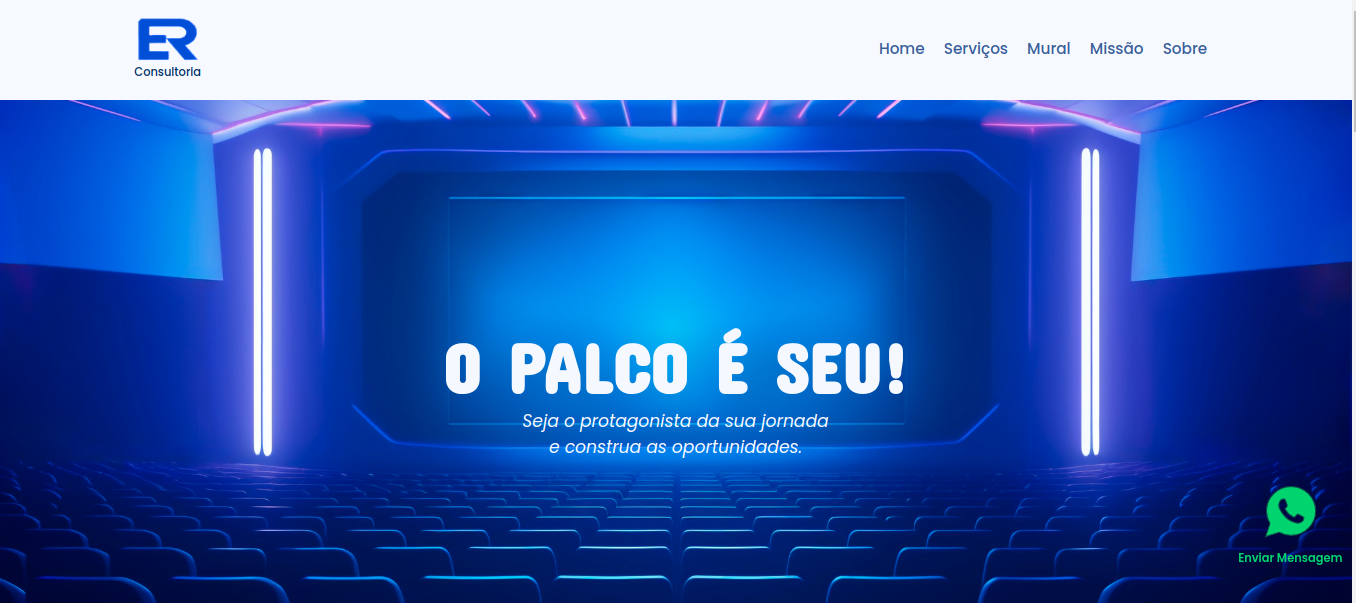 ER
Consultoria
Home Serviços Mural Missão Sobre
O PALCO É SEU!
Seja o protagonista da sua jornada
e construa as oportunidades.
Enviar Mensagem